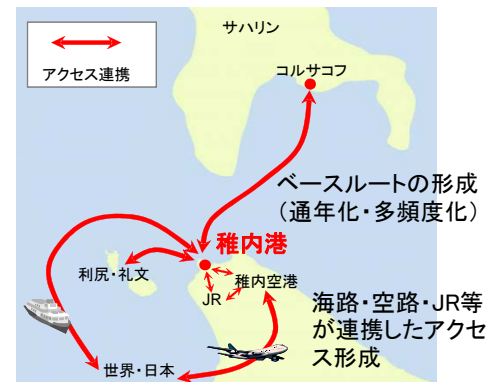 サハリン
アクセス連携
コルサコフ
ベースルートの形成
（通年化・多頻度化）
稚内港
利尻・礼文
稚内空港
JR
海路・空路・JR等
が連携したアクセ
ス形成
世界・日本